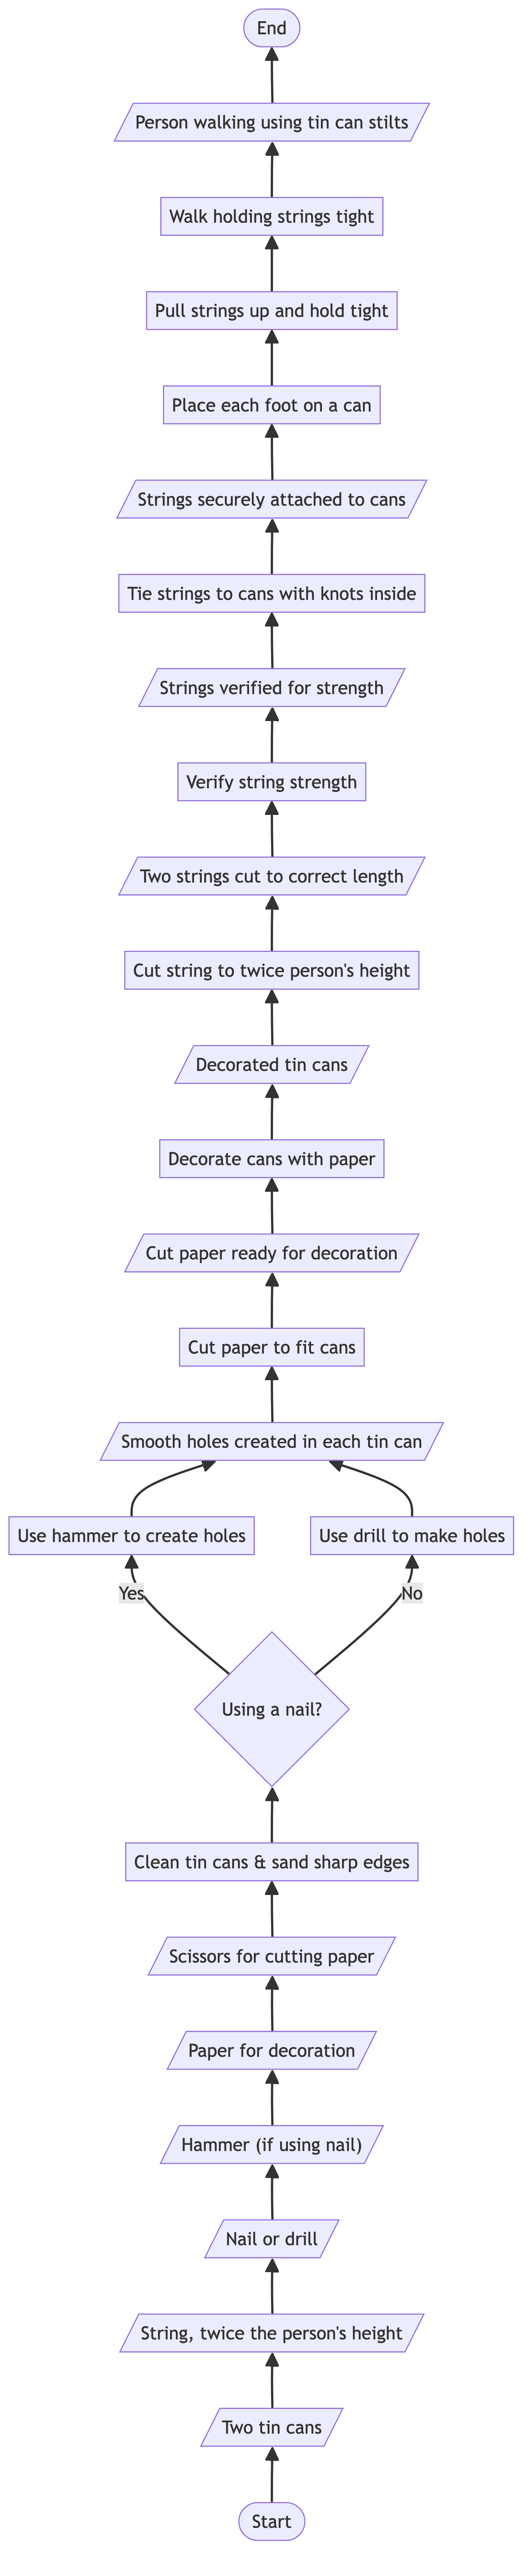 End
Person walking using tin can stilts
Walk holding strings tight
Pull strings up and hold tight
Place each foot on a can
Strings securely attached to cans
Tie strings to cans with knots inside
Strings verified for strength
Verify string strength
Two strings cut to correct length
Cut string to twice person's height
Decorated tin cans
Decorate cans with paper
Cut paper ready for decoration
Cut paper to fit cans
Smooth holes created in each tin can
Use hammer to create holes
Use drill to make holes
Yes
No
Using a nail?
Clean tin cans & sand sharp edges
Scissors for cutting paper
Paper for decoration
Hammer (if using nail)
Nail or drill
String, twice the person's height
Two tin cans
Start